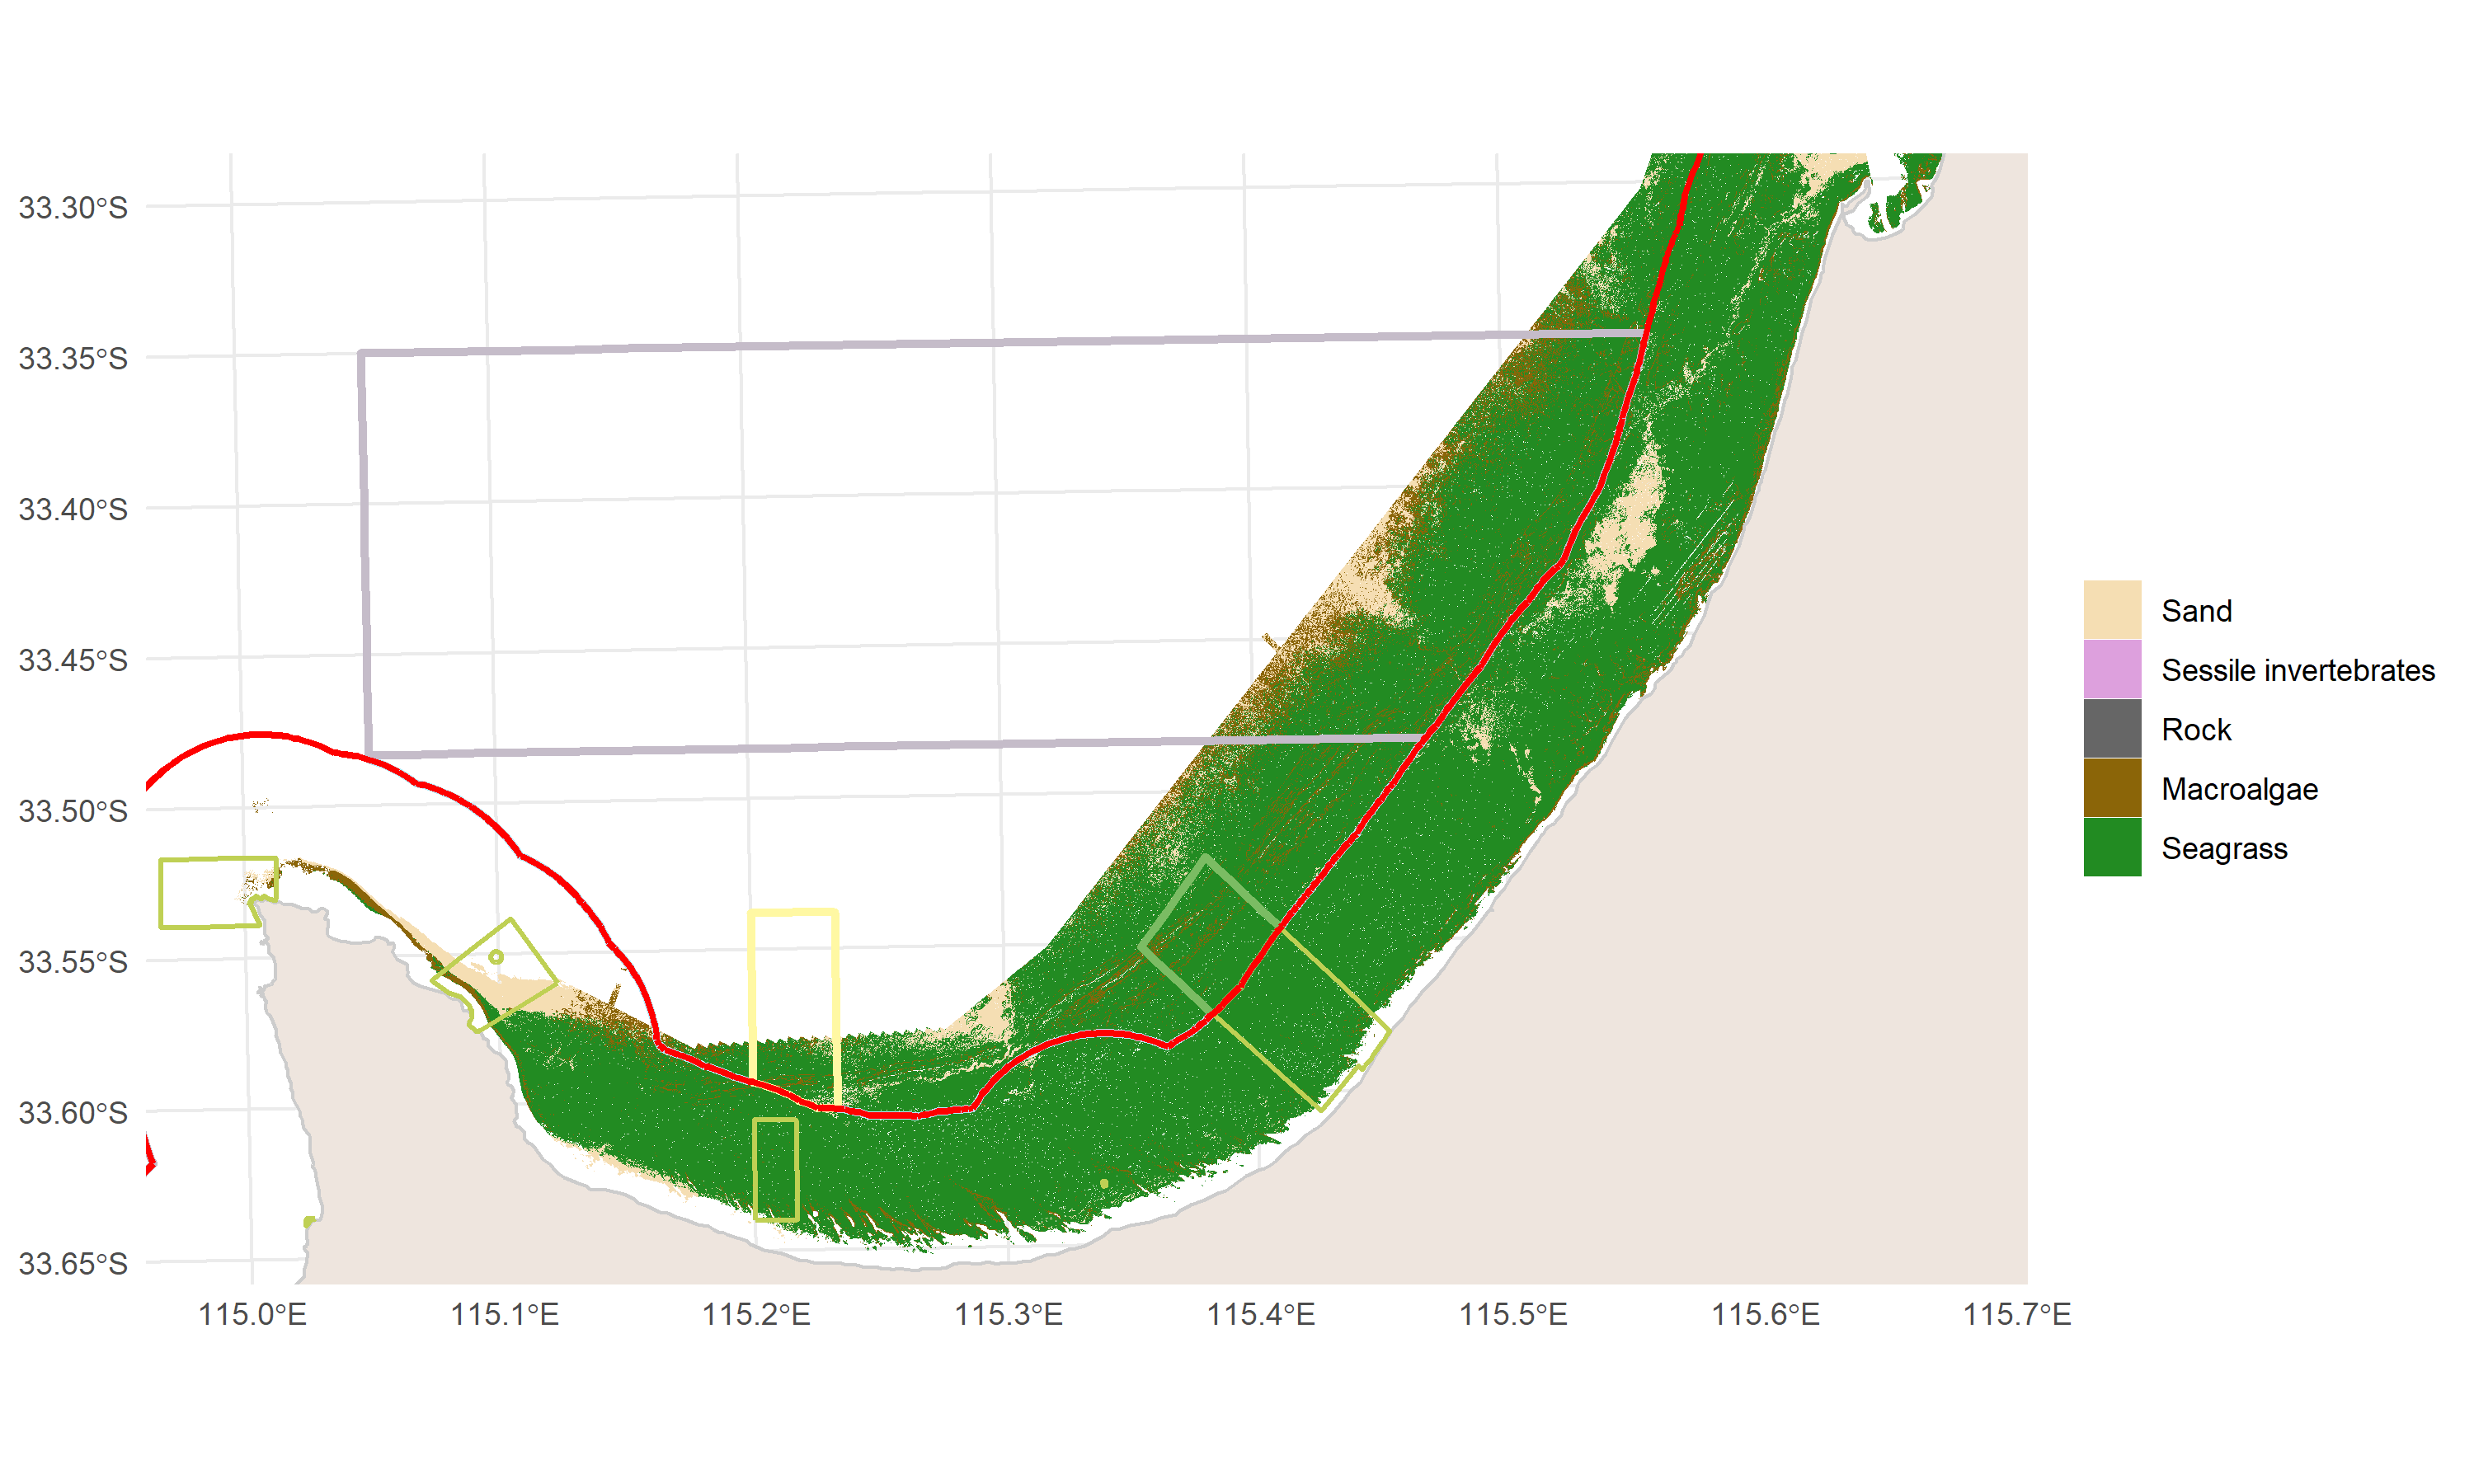 33.30°S
33.35°S
33.40°S
33.45°S
33.50°S
33.55°S
33.60°S
33.65°S
115.0°E
115.1°E
115.2°E
115.3°E
115.4°E
115.5°E
115.6°E
115.7°E
Sand
Sessile invertebrates
Rock
Macroalgae
Seagrass